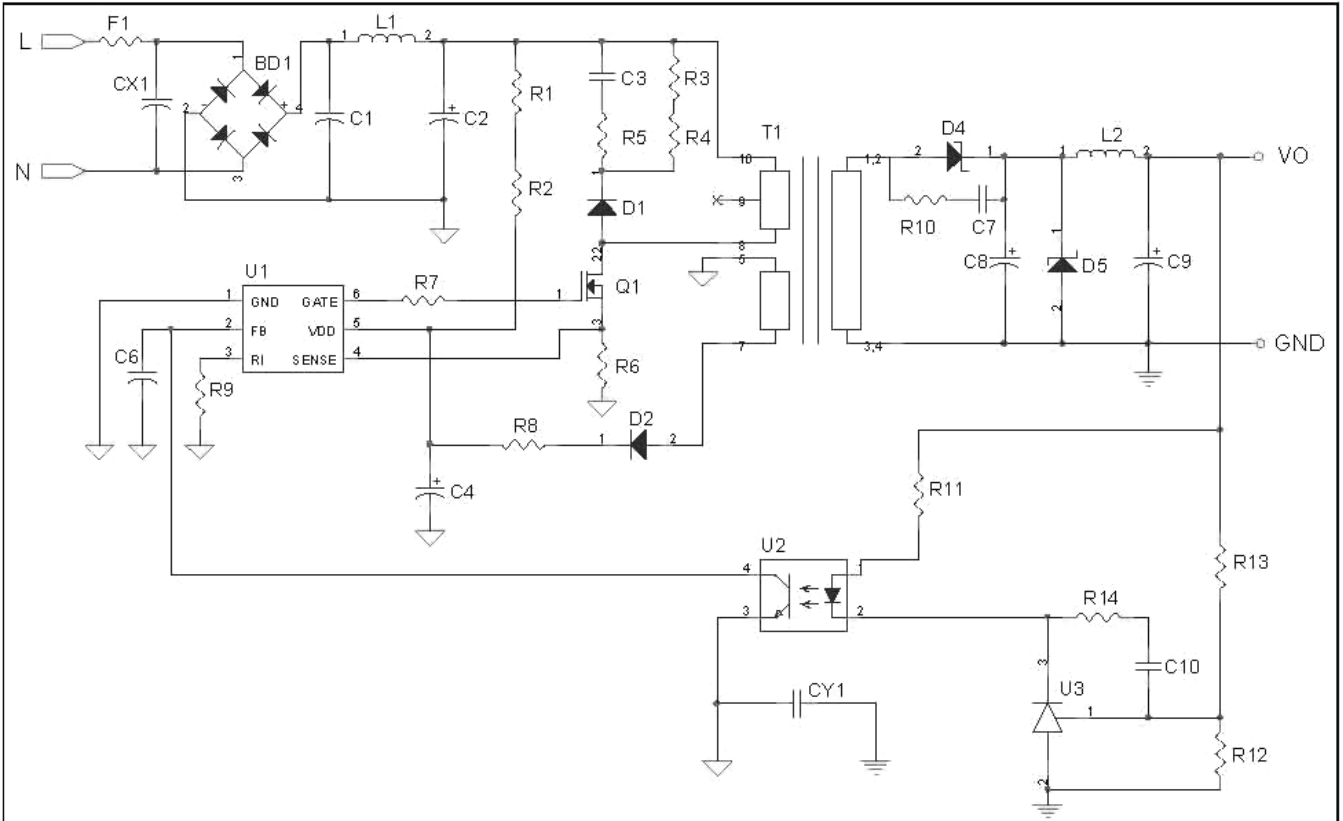 F1
L1
L
1
2
1
BD1
CX1
2
-
+
4
C1
C2
+
R1
C3
R3
R5
R4
N
3
R2
T1
10
9
8
5
7
1
D1
1,2
2
D4
1
1
L2
2
VO
R10
C7
C8
+
1
D5
2
C9
+
3,4
GND
U1
1
GND
GATE
6
R7
1
22
Q1
2
FB
VDD
5
3
3
RI
SENSE
4
C6
R9
R6
R8
1
D2
2
C4
+
R11
U2
4
1
3
2
R13
R14
3
C10
U3
1
CY1
R12
2